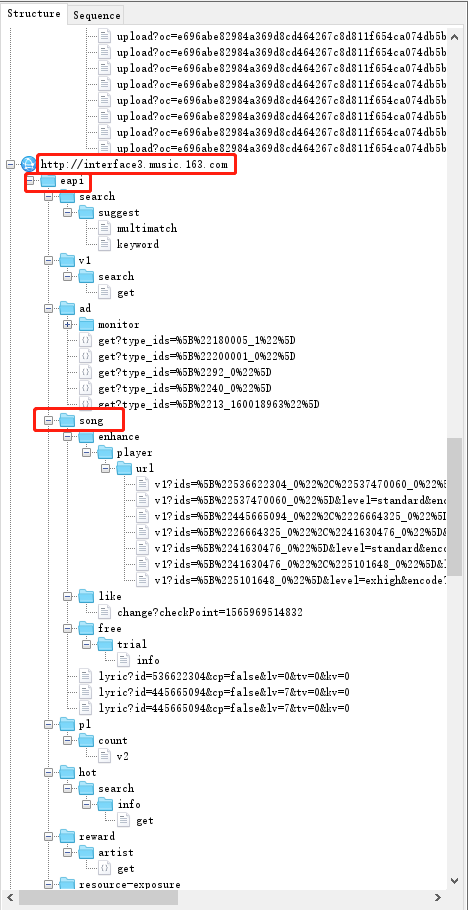 Structure Sequence
upload?oc=e696abe82984a369d8cd464267c8d811f654ca074db5b
upload?oc=e696abe82984a369d8cd464267c8d811f654ca074db5b
upload?oc=e696abe82984a369d8cd464267c8d811f654ca074db5b
upload?oc=e696abe82984a369d8cd464267c8d811f654ca074db5b
upload?oc=e696abe82984a369d8cd464267c8d811f654ca074db5b
upload?oc=e696abe82984a369d8cd464267c8d811f654ca074db5b
upload?oc=e696abe82984a369d8cd464267c8d811f654ca074db5b
upload?oc=e696abe82984a369d8cd464267c8d811f654ca074db5b
http://interface3.music.163.com
eapi
search
suggest
multimatch
keyword
v1
search
get
ad
monitor
get?type_ids=%5B%22180005_1%22%5D
get?type_ids=%5B%22200001_0%22%5D
get?type_ids=%5B%2292_0%22%5D
get?type_ids=%5B%2240_0%22%5D
get?type_ids=%5B%2213_160018963%22%5D
song
enhance
player
url
v1?ids=%5B%22536622304_0%22%2C%22537470060_0%22%5
v1?ids=%5B%22537470060_0%22%5D&level=standard&enc
v1?ids=%5B%22445665094_0%22%2C%2226664325_0%22%5D
v1?ids=%5B%2226664325_0%22%2C%2241630476_0%22%5D&
v1?ids=%5B%2241630476_0%22%5D&level=standard&enco
v1?ids=%5B%2241630476_0%22%2C%225101648_0%22%5D&l
v1?ids=%5B%225101648_0%22%5D&level=exhigh&encode?
like
change?checkPoint=1565969514832
free
trial
info
lyric?id=536622304&cp=false&lv=0&tv=0&kv=0
lyric?id=445665094&cp=false&lv=7&tv=0&kv=0
lyric?id=445665094&cp=false&lv=7&tv=0&kv=0
pl
count
v2
hot
search
info
get
reward
artist
get
resource-exposure